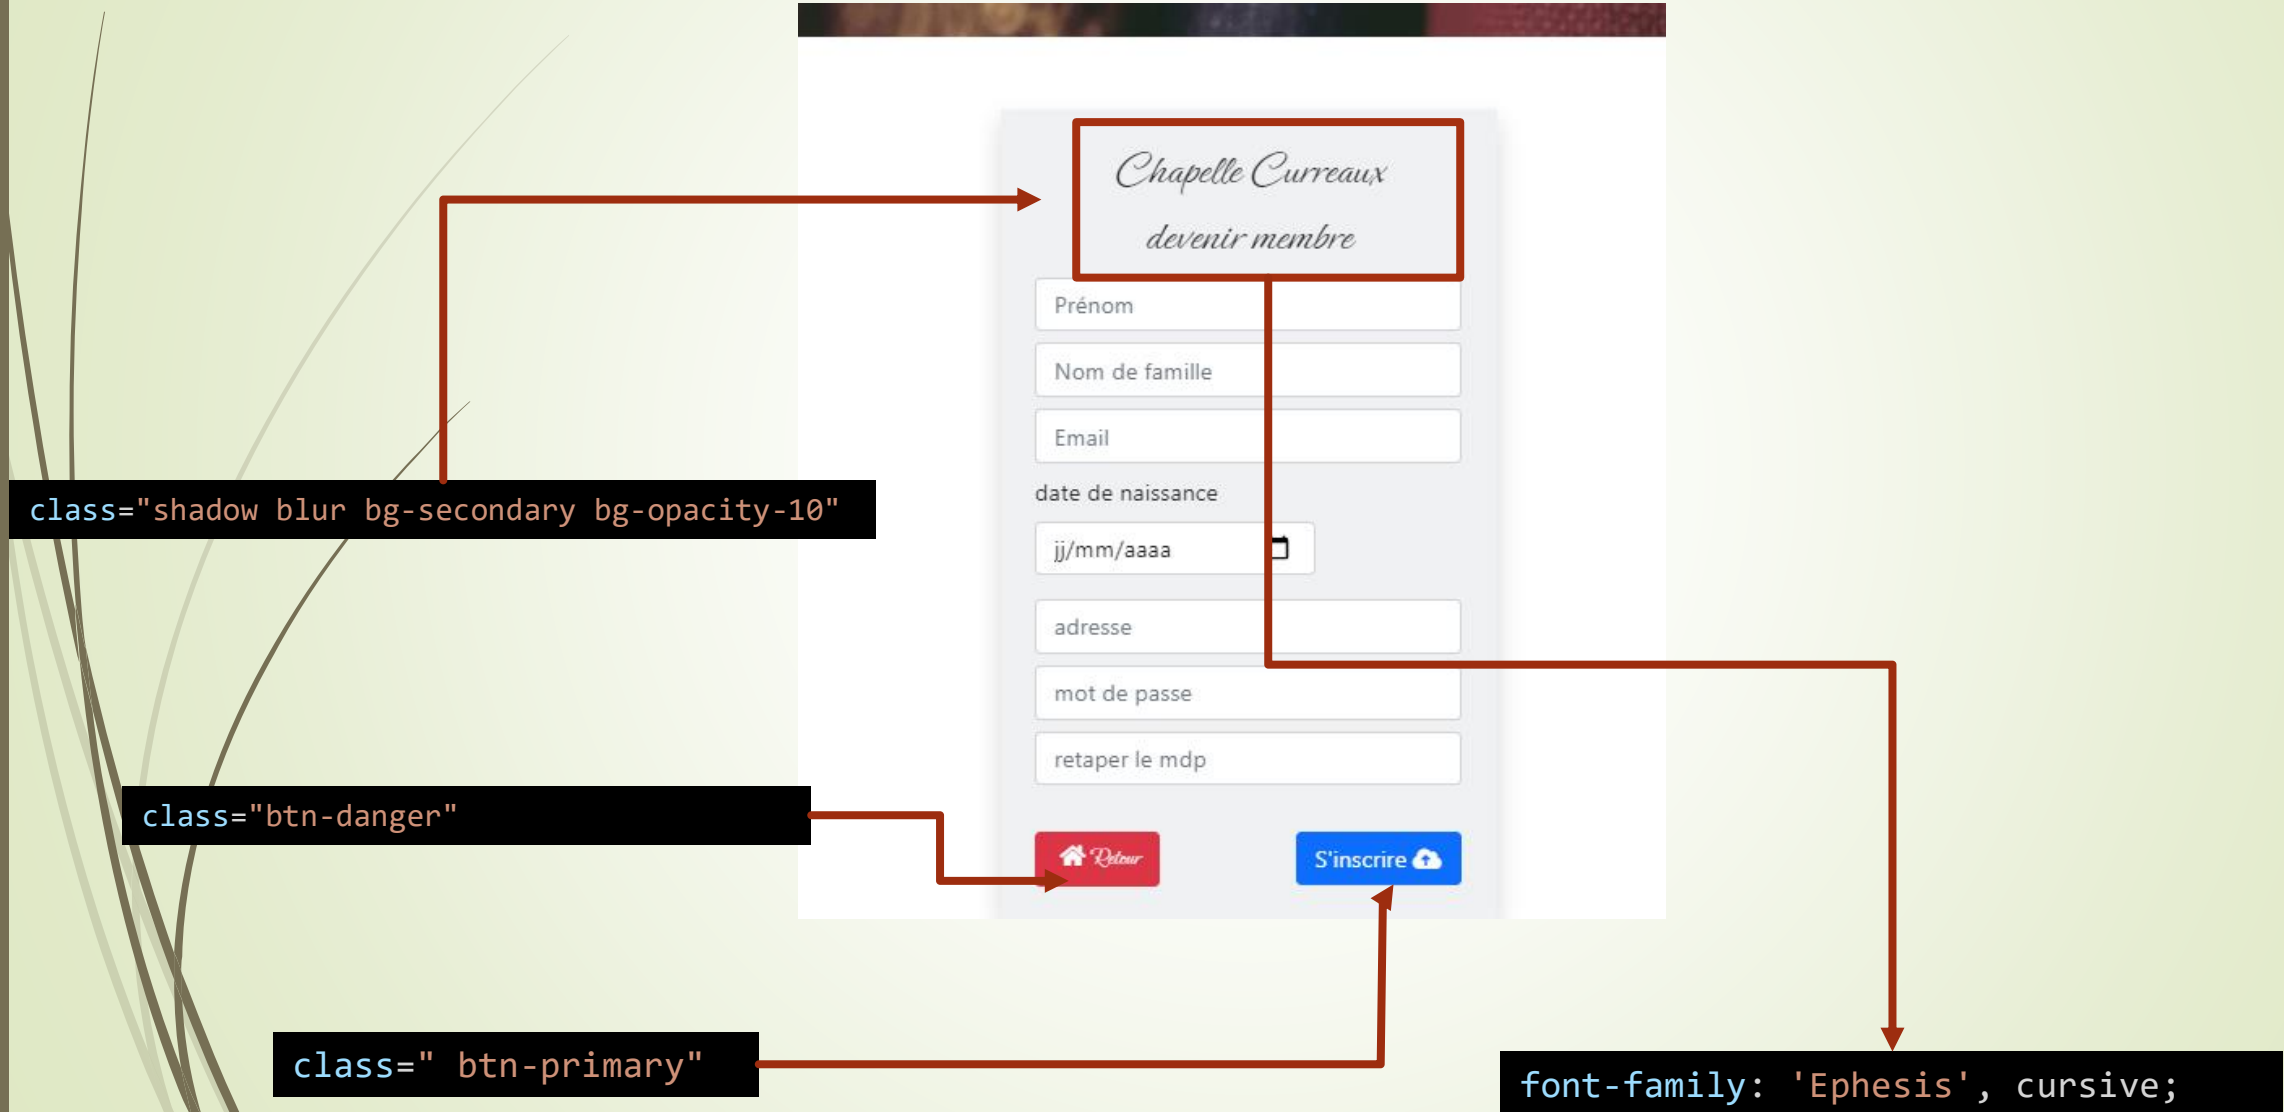 Chapelle Curreaux
devenir membre
Prénom
Nom de famille
Email
class="shadow blur bg-secondary bg-opacity-10"
date de naissance
jj/mm/aaaa
adresse
mot de passe
retaper le mdp
class="btn-danger"
Retour
S'inscrire
class=" btn-primary"
font-family: 'Ephesis', cursive;